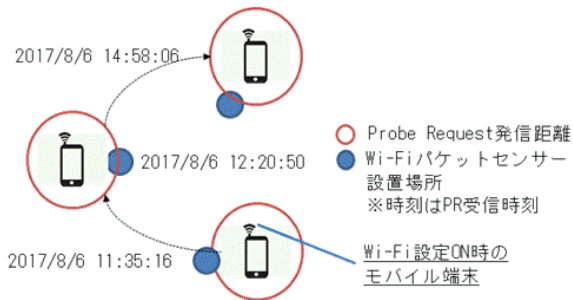 2017/8/6 14:58:06
Probe Request発信距離
2017/8/6 12:20:50
Wi-Fiパケットセンサー
設置場所
※時刻はPR受信時刻
2017/8/6 11:35:16
Wi-Fi設定ON時の
モバイル端末